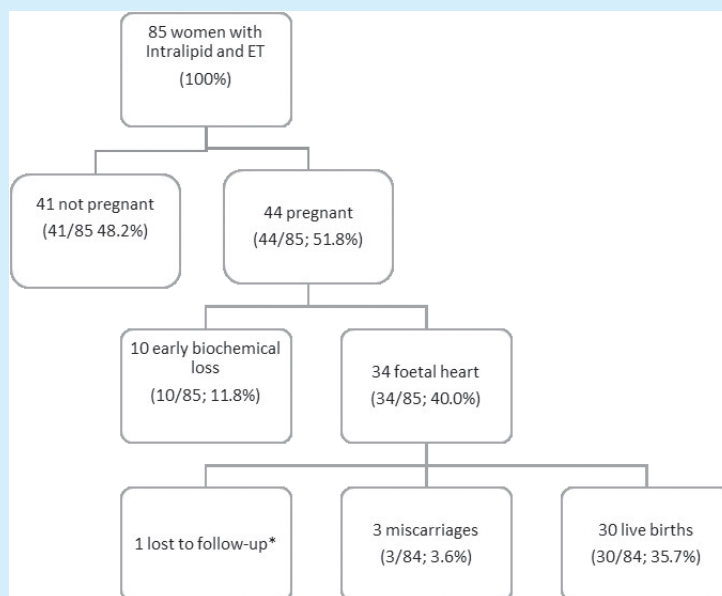 85 women with
Intralipid and ET
(100%)
41 not pregnant
(41/85 48.2%)
44 pregnant
(44/85; 51.8%)
10 early biochemical
loss
(10/85; 11.8%)
34 foetal heart
(34/85; 40.0%)
1 lost to follow-up*
3 miscarriages
(3/84; 3.6%)
30 live births
(30/84; 35.7%)